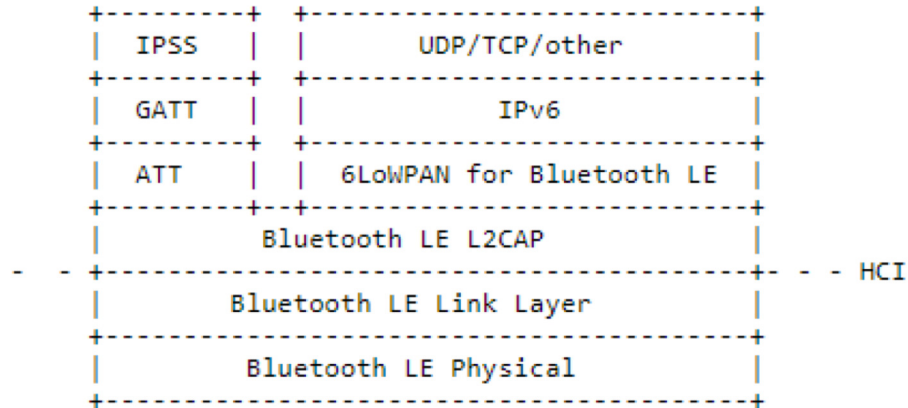 IPSS UDP/TCP/other
GATT IPv6
ATT 6LoWPAN for Bluetooth LE
Bluetooth LE L2CAP
HCI
Bluetooth LE Link Layer
Bluetooth LE Physical